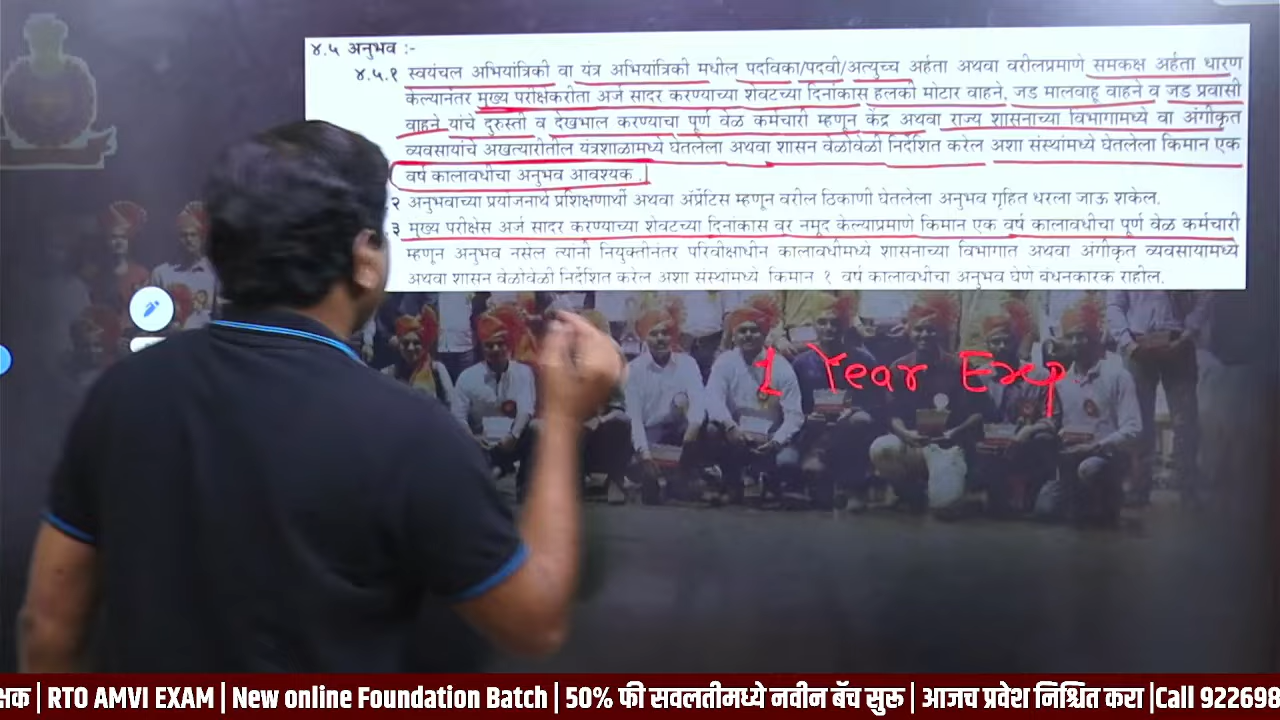 ४.५ अनुभव :-
४.५.१ स्वयंचल अभियांत्रिकी वा यंत्र अभियांत्रिकी मधील पदविका/पदवी/अत्युच्च अर्हता अथवा वरीलप्रमाणे समकक्ष अर्हता धारण
केल्यानंतर मुख्य परीक्षेकरीता अर्ज सादर करण्याच्या शेवटच्या दिनांकास हलकी मोटार वाहने, जड मालवाहू वाहने व जड प्रवासी
वाहने यांचे दुरुस्ती व देखभाल करण्याचा पूर्ण वेळ कर्मचारी म्हणून केंद्र अथवा राज्य शासनाच्या विभागामध्ये वा अंगीकृत
व्यवसायांचे अखत्यारीतील यंत्रशाळामध्ये घेतलेला अथवा शासन वेळोवेळी निर्देशित करेल अशा संस्थांमध्ये घेतलेला किमान एक
वर्ष कालावधीचा अनुभव आवश्यक.
२ अनुभवाच्या प्रयोजनार्थ प्रशिक्षणार्थी अथवा ॲप्रेंटिस म्हणून वरील ठिकाणी घेतलेला अनुभव गृहित धरला जाऊ शकेल.
३ मुख्य परीक्षेस अर्ज सादर करण्याच्या शेवटच्या दिनांकास वर नमूद केल्याप्रमाणे किमान एक वर्ष कालावधीचा पूर्ण वेळ कर्मचारी
म्हणून अनुभव नसेल त्यांनी नियुक्तीनंतर परिवीक्षाधीन कालावधीमध्ये शासनाच्या विभागात अथवा अंगीकृत व्यवसायामध्ये
अथवा शासन वेळोवेळी निर्देशित करेल अशा संस्थांमध्ये किमान १ वर्ष कालावधीचा अनुभव घेणे बंधनकारक राहील.
1 Year Exp
क्षक | RTO AMVI EXAM | New online Foundation Batch | 50% फी सवलतीमध्ये नवीन बॅच सुरू | आजच प्रवेश निश्चित करा |Call 922698